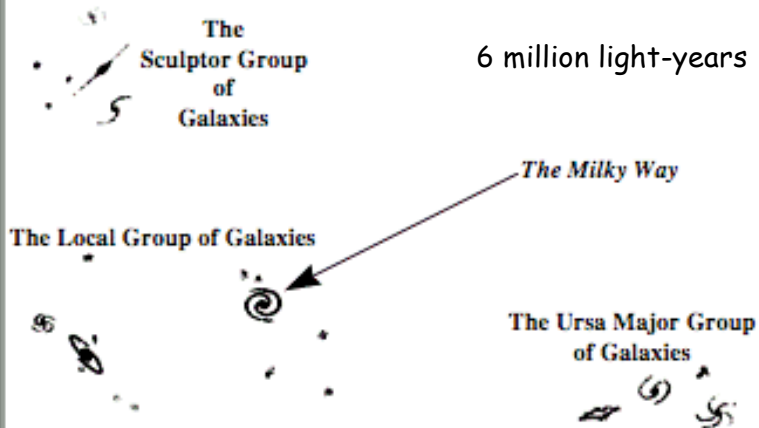 The
Sculptor Group
of
Galaxies
6 million light-years
The Milky Way
The Local Group of Galaxies
The Ursa Major Group
of Galaxies